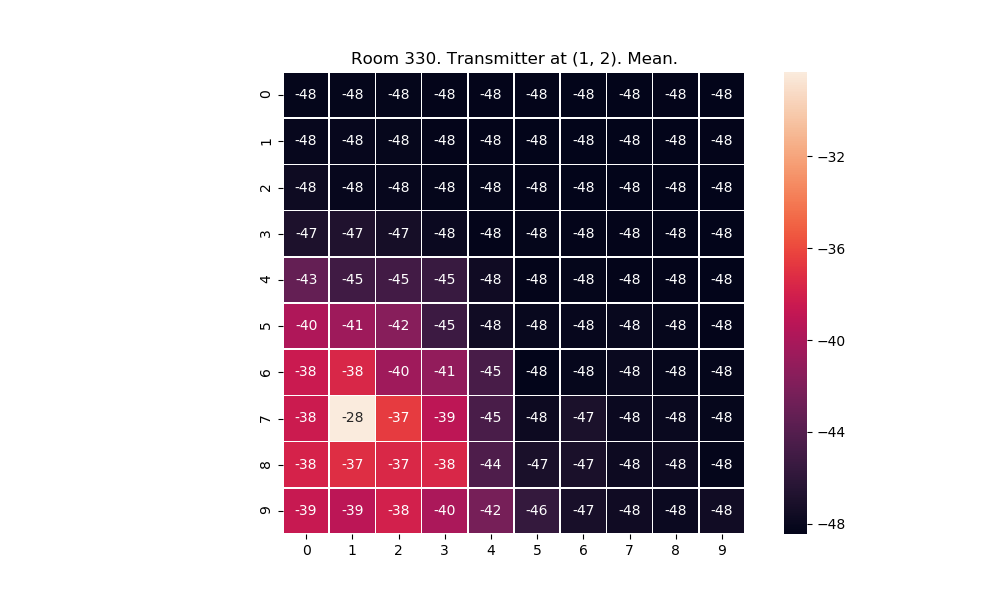 Room 330. Transmitter at (1, 2). Mean.
0 -48 -48 -48 -48 -48 -48 -48 -48 -48 -48
1 -48 -48 -48 -48 -48 -48 -48 -48 -48 -48
2 -48 -48 -48 -48 -48 -48 -48 -48 -48 -48
3 -47 -47 -47 -48 -48 -48 -48 -48 -48 -48
4 -43 -45 -45 -45 -48 -48 -48 -48 -48 -48
5 -40 -41 -42 -45 -48 -48 -48 -48 -48 -48
6 -38 -38 -40 -41 -45 -48 -48 -48 -48 -48
7 -38 -28 -37 -39 -45 -48 -47 -48 -48 -48
8 -38 -37 -37 -38 -44 -47 -47 -48 -48 -48
9 -39 -39 -38 -40 -42 -46 -47 -48 -48 -48
0 1 2 3 4 5 6 7 8 9
−32
−36
−40
−44
−48